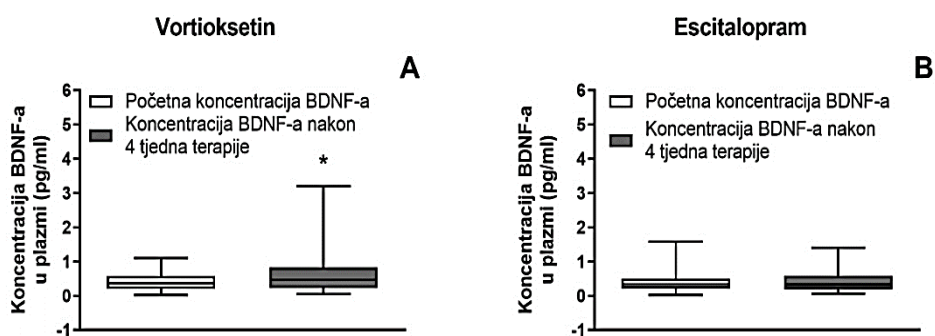 Vortioksetin
A
Koncentracija BDNF-a
u plazmi (pg/ml)
6
5
4
3
2
1
0
-1
Početna koncentracija BDNF-a
Koncentracija BDNF-a nakon
4 tjedna terapije
*
Escitalopram
B
Koncentracija BDNF-a
u plazmi (pg/ml)
6
5
4
3
2
1
0
-1
Početna koncentracija BDNF-a
Koncentracija BDNF-a nakon
4 tjedna terapije